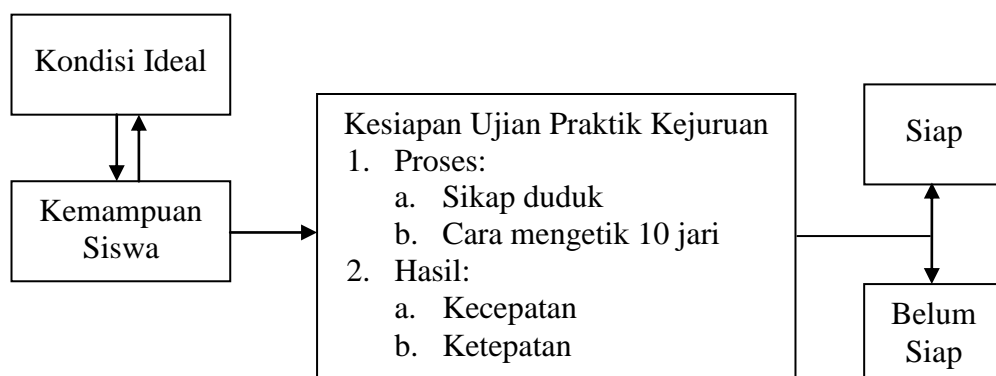 Kondisi Ideal
Kemampuan
Siswa
Kesiapan Ujian Praktik Kejuruan
1. Proses:
a. Sikap duduk
b. Cara mengetik 10 jari
2. Hasil:
a. Kecepatan
b. Ketepatan
Siap
Belum
Siap